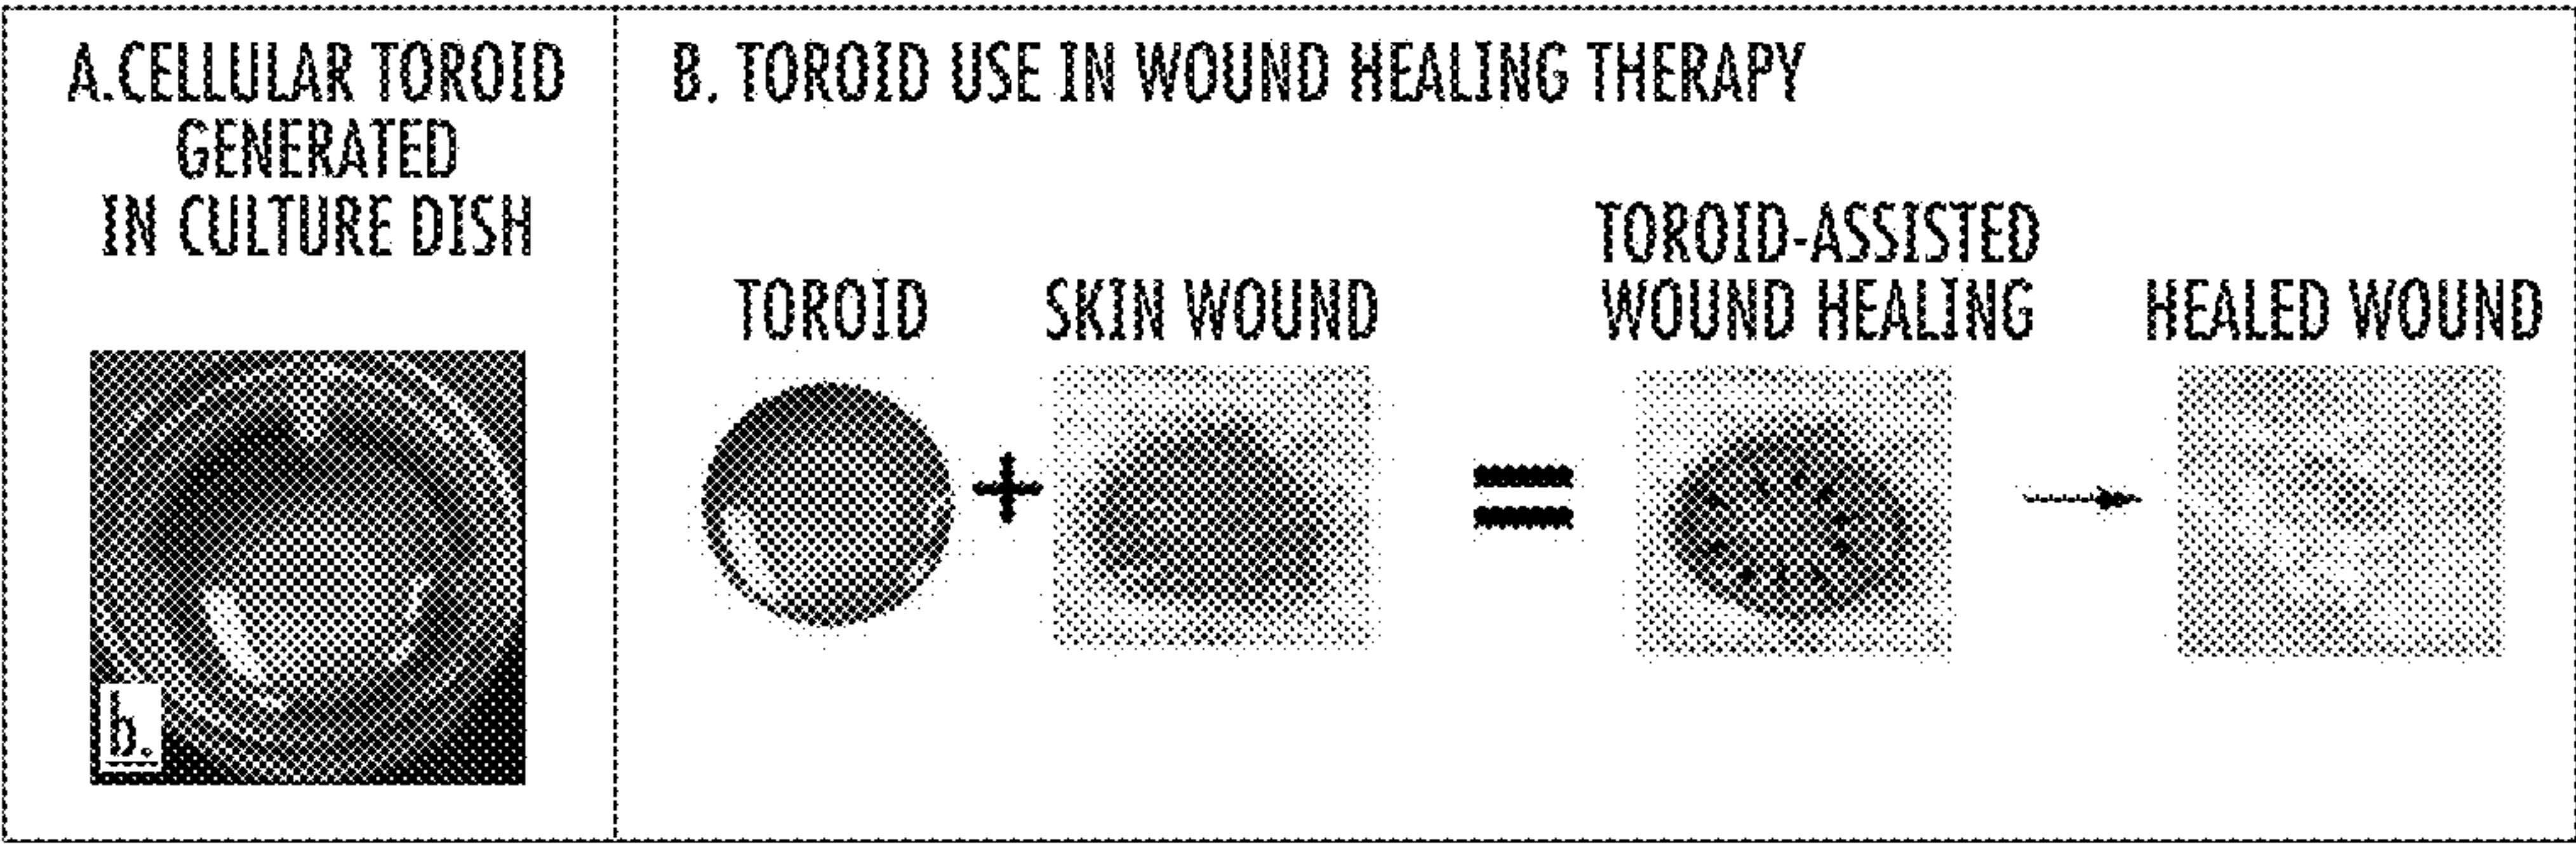 A.CELLULAR TOROID
GENERATED
IN CULTURE DISH
b.
B. TOROID USE IN WOUND HEALING THERAPY
TOROID
SKIN WOUND
TOROID-ASSISTED
WOUND HEALING
HEALED WOUND
+
=